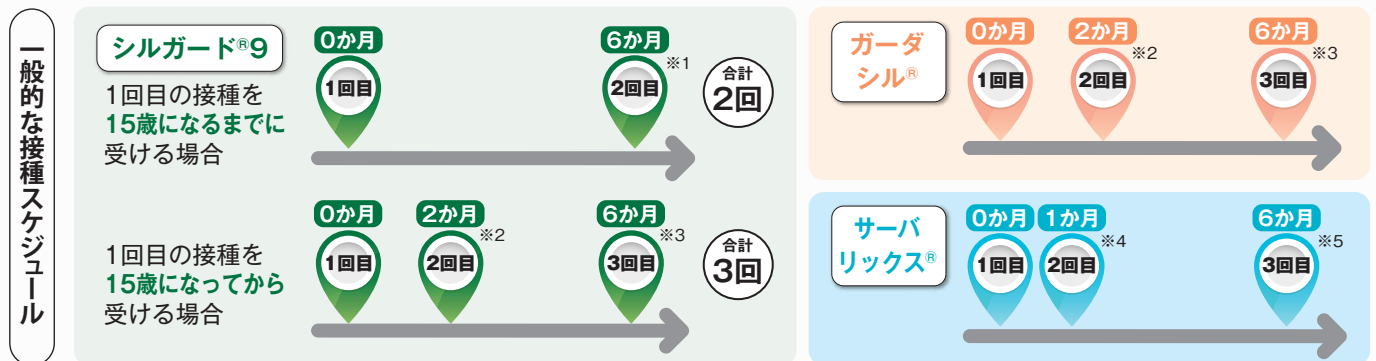 一般的な接種スケジュール
シルガード®9
1回目の接種を
15歳になるまでに
受ける場合
0か月
6か月
1回目
2回目
※1
合計
2回
1回目の接種を
15歳になってから
受ける場合
0か月
2か月
6か月
1回目
2回目
※2
3回目
※3
合計
3回
ガーダ
シル®
0か月
2か月
6か月
1回目
2回目
※2
3回目
※3
サーバ
リックス®
0か月
1か月
6か月
1回目
2回目
※4
3回目
※5